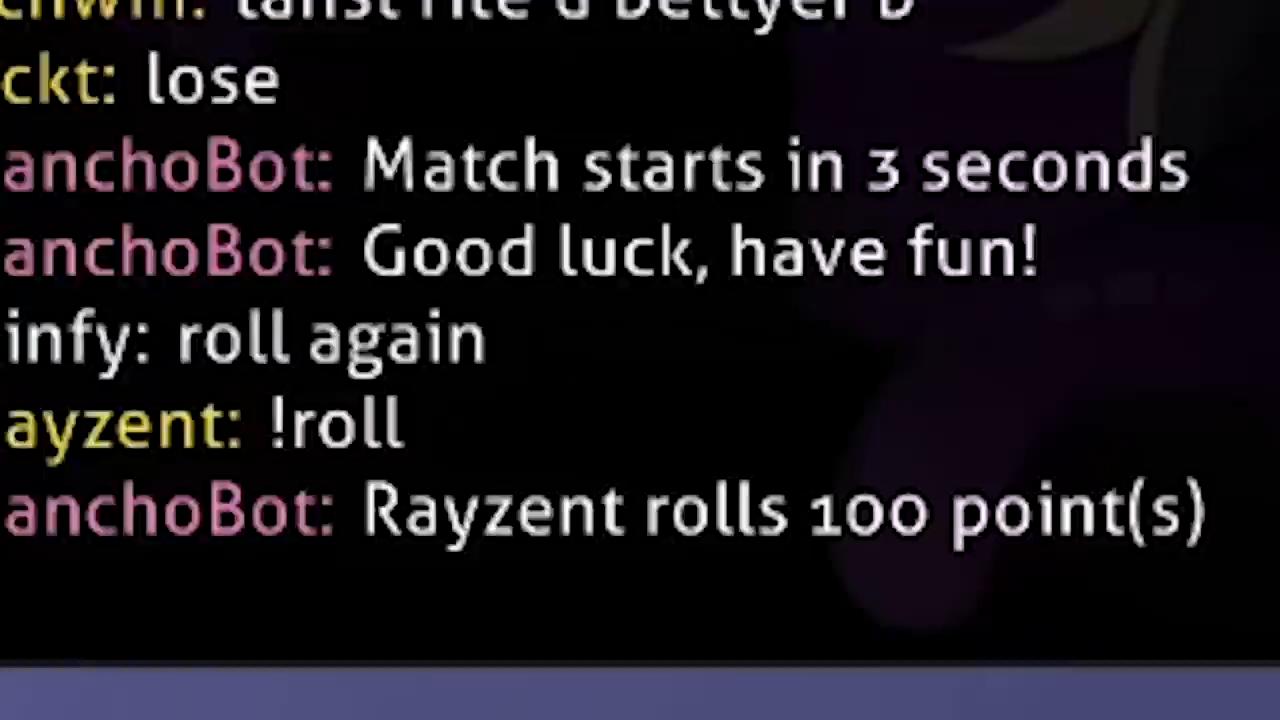 ckt: lose
anchoBot: Match starts in 3 seconds
anchoBot: Good luck, have fun!
infy: roll again
ayzent: !roll
anchoBot: Rayzent rolls 100 point(s)